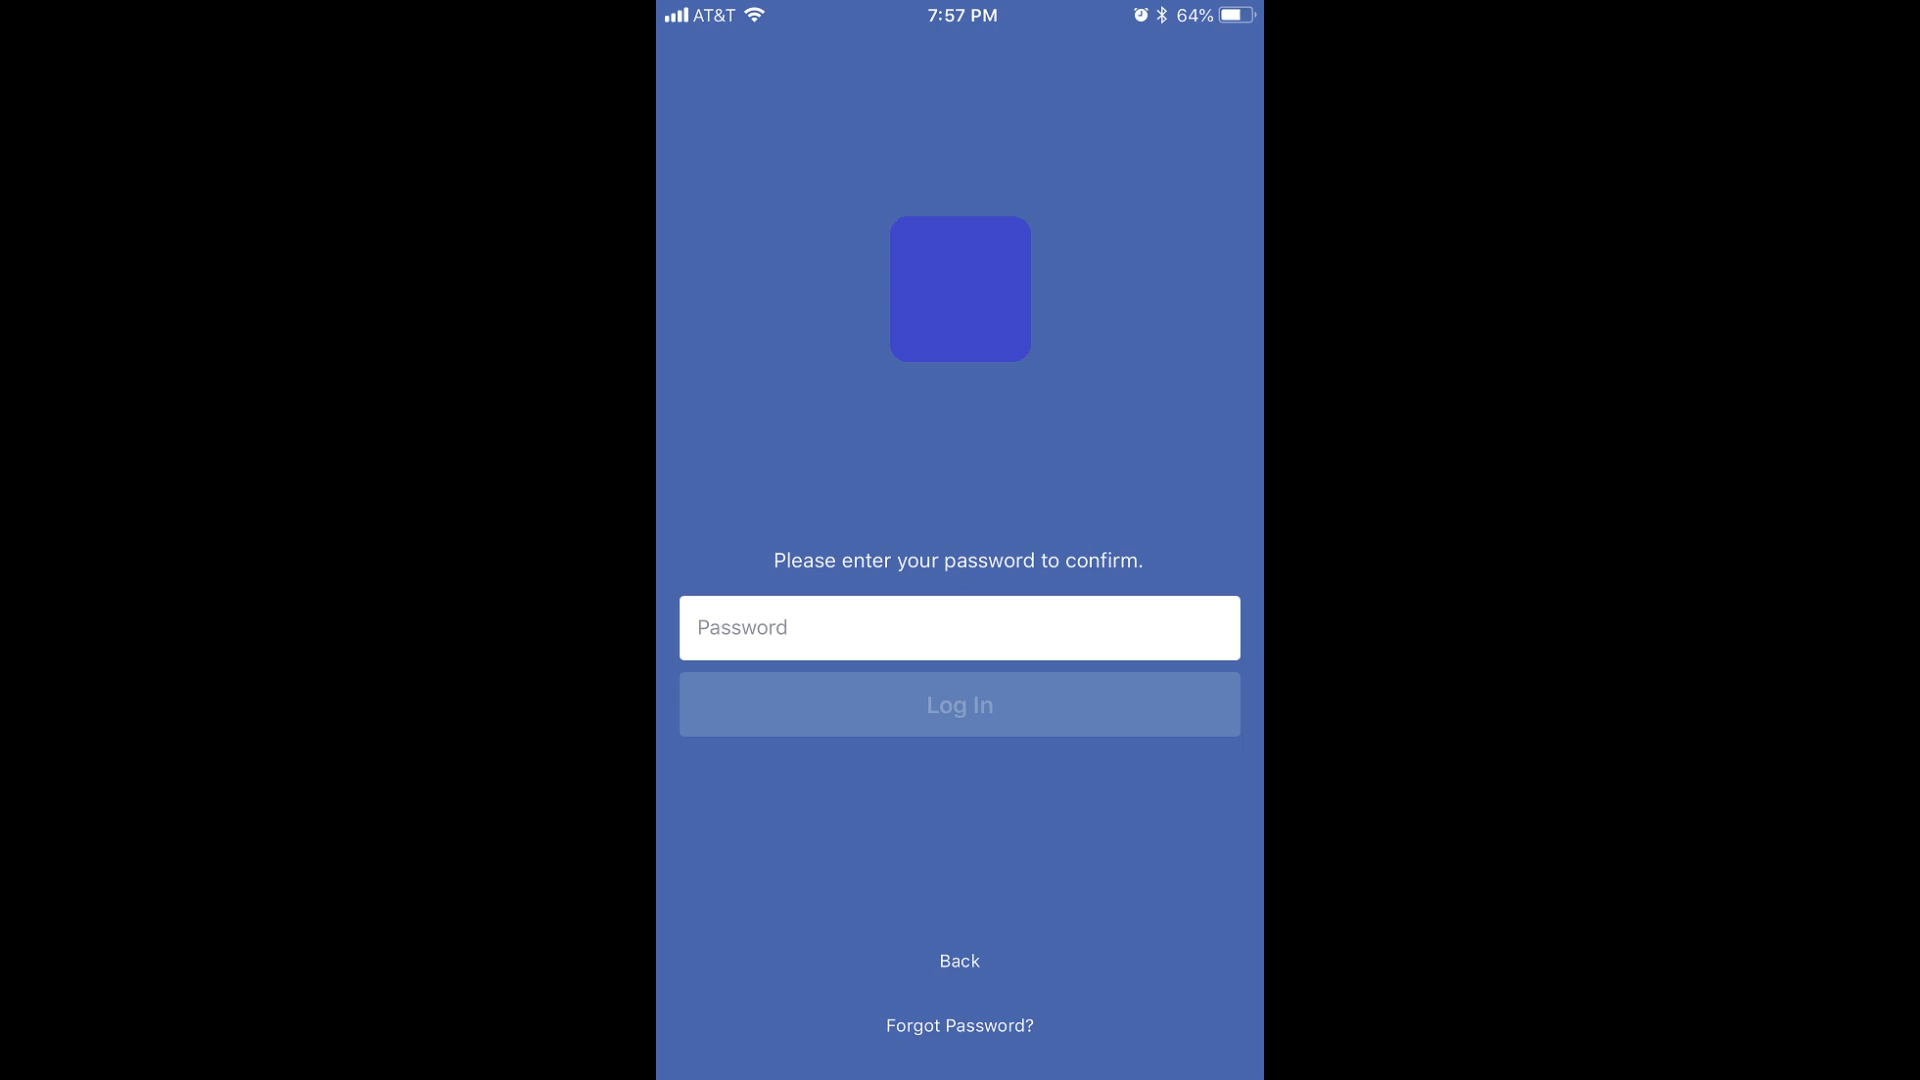 AT&T 7:57 PM 64%
Please enter your password to confirm.
Password
Log In
Back
Forgot Password?